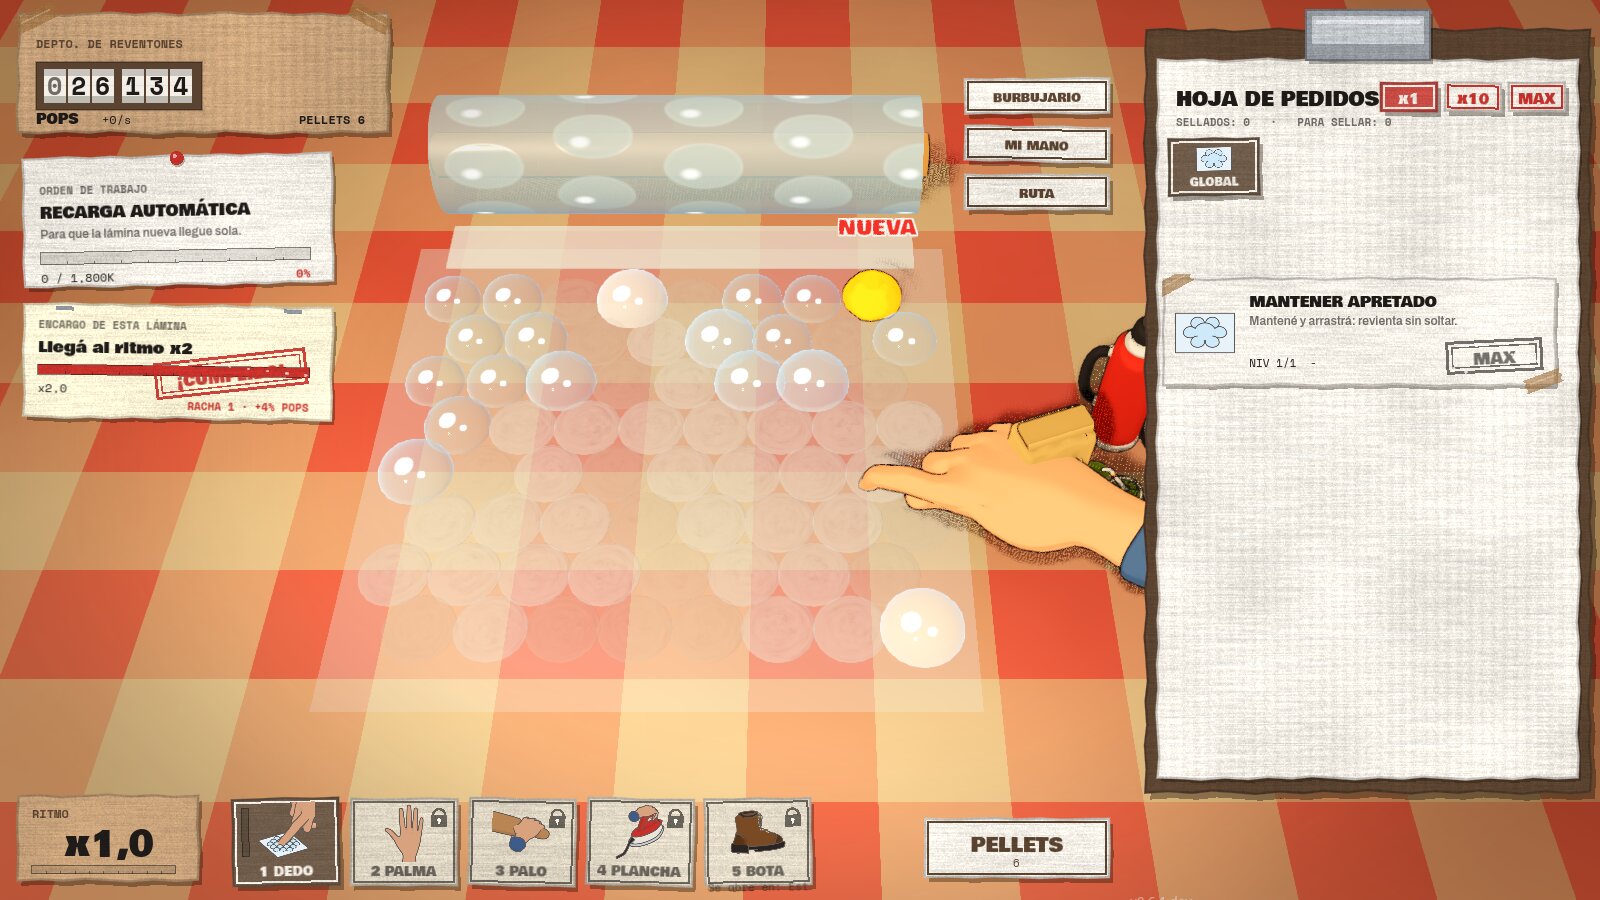 DEPTO. DE REVENTONES
026134
POPS +0/s PELLETS 6
ORDEN DE TRABAJO
RECARGA AUTOMÁTICA
Para que la lámina nueva llegue sola.
0 / 1.800K 0%
ENCARGO DE ESTA LÁMINA
Llegá al ritmo x2
x2,0
RACHA 1 · +4% POPS
NUEVA
BURBUJARIO
MI MANO
RUTA
HOJA DE PEDIDOS x1 x10 MAX
SELLADOS: 0 · PARA SELLAR: 0
GLOBAL
MANTENER APRETADO
Mantené y arrastrá: revienta sin soltar.
NIV 1/1 -
MAX
RITMO
x1,0
1 DEDO
2 PALMA
3 PALO
4 PLANCHA
5 BOTA
Se abre en: Est
PELLETS
6